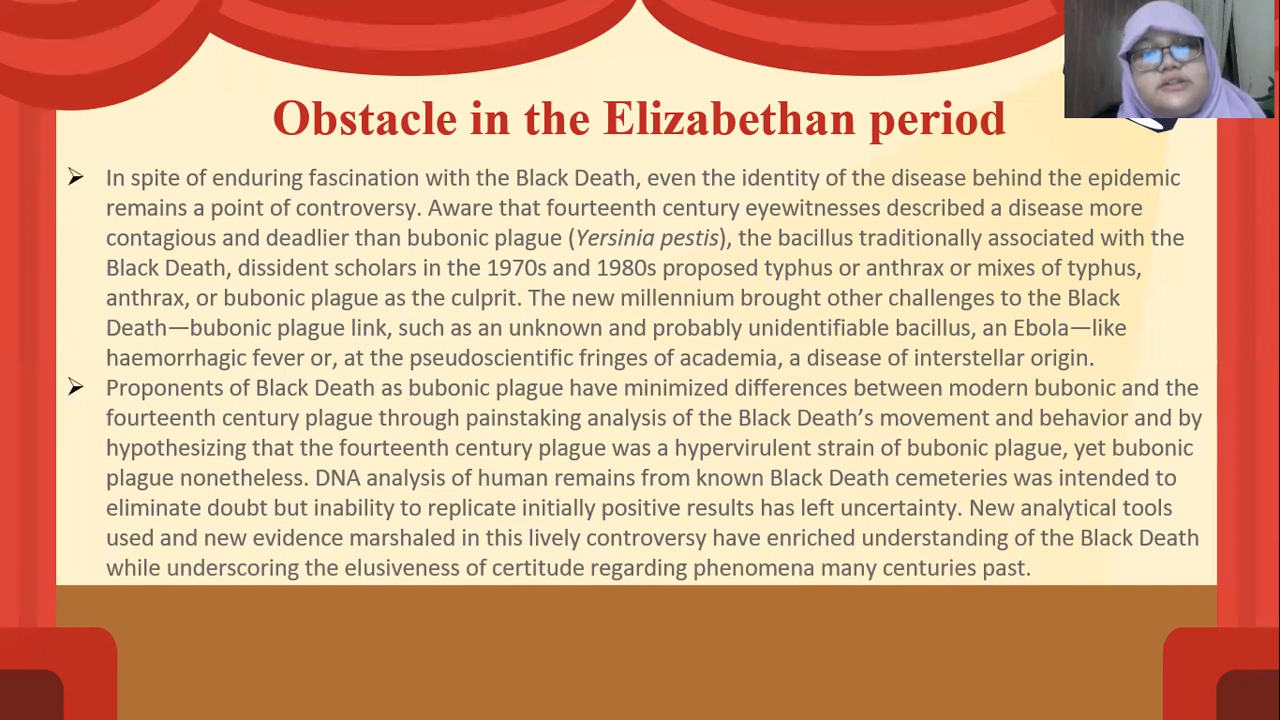 Obstacle in the Elizabethan period
➢ In spite of enduring fascination with the Black Death, even the identity of the disease behind the epidemic
remains a point of controversy. Aware that fourteenth century eyewitnesses described a disease more
contagious and deadlier than bubonic plague (Yersinia pestis), the bacillus traditionally associated with the
Black Death, dissident scholars in the 1970s and 1980s proposed typhus or anthrax or mixes of typhus,
anthrax, or bubonic plague as the culprit. The new millennium brought other challenges to the Black
Death—bubonic plague link, such as an unknown and probably unidentifiable bacillus, an Ebola—like
haemorrhagic fever or, at the pseudoscientific fringes of academia, a disease of interstellar origin.
➢ Proponents of Black Death as bubonic plague have minimized differences between modern bubonic and the
fourteenth century plague through painstaking analysis of the Black Death’s movement and behavior and by
hypothesizing that the fourteenth century plague was a hypervirulent strain of bubonic plague, yet bubonic
plague nonetheless. DNA analysis of human remains from known Black Death cemeteries was intended to
eliminate doubt but inability to replicate initially positive results has left uncertainty. New analytical tools
used and new evidence marshaled in this lively controversy have enriched understanding of the Black Death
while underscoring the elusiveness of certitude regarding phenomena many centuries past.